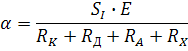 α = (S_I · E) / (R_К + R_Д + R_А + R_Х)